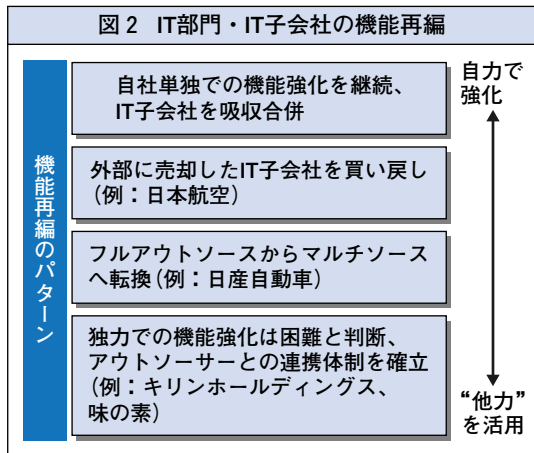 図2 IT部門・IT子会社の機能再編
機能再編のパターン
自社単独での機能強化を継続、
IT子会社を吸収合併
外部に売却したIT子会社を買い戻し
(例：日本航空)
フルアウトソースからマルチソース
へ転換(例：日産自動車)
独力での機能強化は困難と判断、
アウトソーサーとの連携体制を確立
(例：キリンホールディングス、
味の素)
自力で
強化
“他力”
を活用